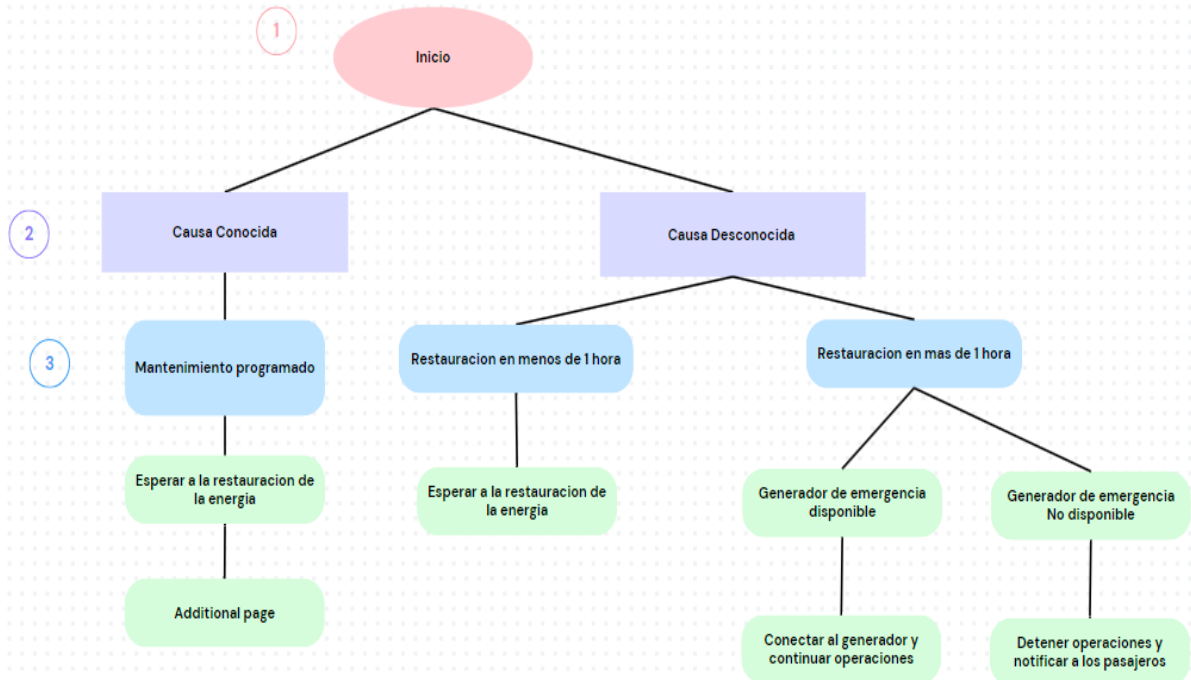 1
Inicio
2
Causa Conocida
Causa Desconocida
3
Mantenimiento programado
Restauracion en menos de 1 hora
Restauracion en mas de 1 hora
Esperar a la restauracion de
la energia
Esperar a la restauracion de
la energia
Generador de emergencia
disponible
Generador de emergencia
No disponible
Additional page
Conectar al generador y
continuar operaciones
Detener operaciones y
notificar a los pasajeros